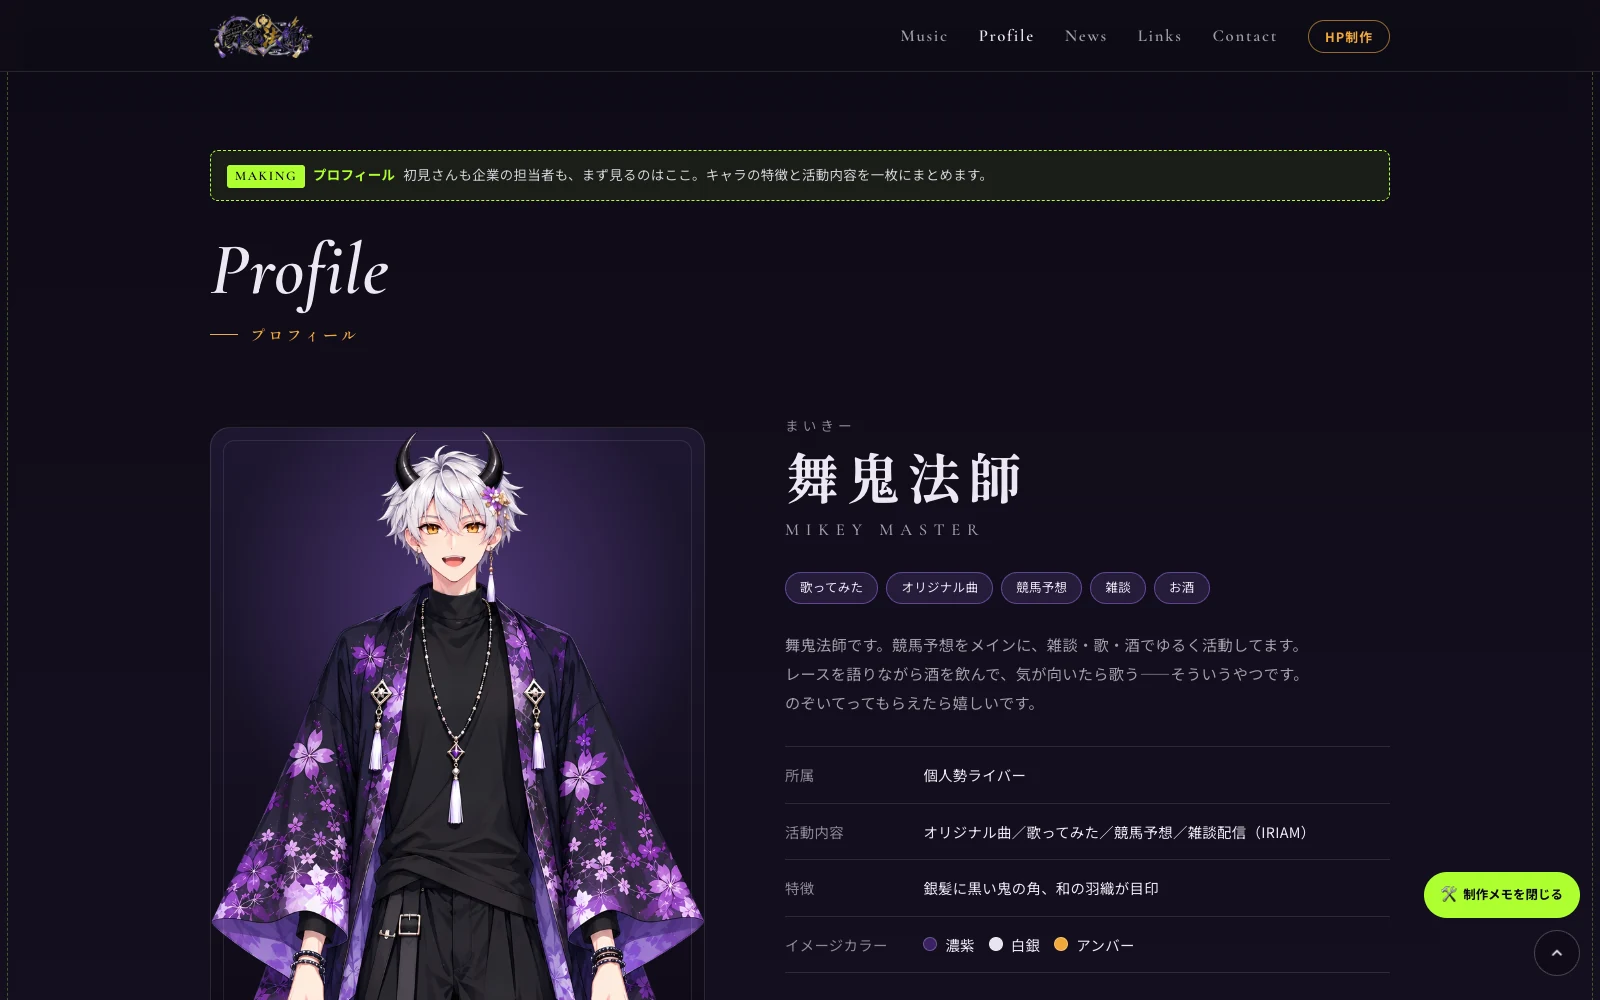 Music Profile News Links Contact HP制作
MAKING プロフィール 初見さんも企業の担当者も、まず見るのはここ。キャラの特徴と活動内容を一枚にまとめます。
Profile
プロフィール
まいきー
舞鬼法師
MIKEY MASTER
歌ってみた オリジナル曲 競馬予想 雑談 お酒
舞鬼法師です。競馬予想をメインに、雑談・歌・酒でゆるく活動してます。
レースを語りながら酒を飲んで、気が向いたら歌う——そういうやつです。
のぞいてってもらえたら嬉しいです。
所属 個人勢ライバー
活動内容 オリジナル曲／歌ってみた／競馬予想／雑談配信（IRIAM）
特徴 銀髪に黒い鬼の角、和の羽織が目印
制作メモを閉じる
イメージカラー 濃紫 白銀 アンバー